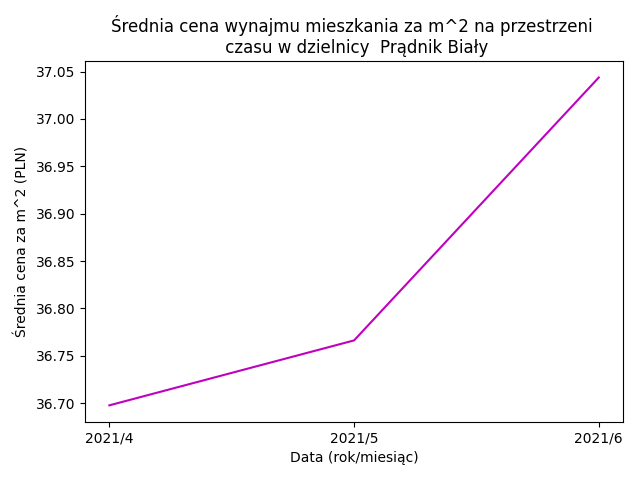 Średnia cena wynajmu mieszkania za m^2 na przestrzeni
czasu w dzielnicy  Prądnik Biały
Średnia cena za m^2 (PLN)
37.05
37.00
36.95
36.90
36.85
36.80
36.75
36.70
2021/4
2021/5
2021/6
Data (rok/miesiąc)